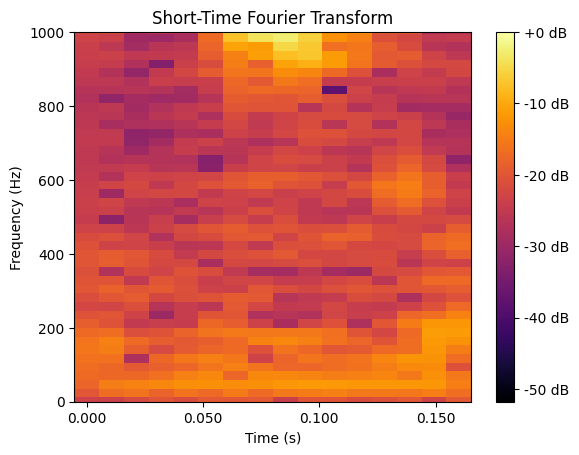 Short-Time Fourier Transform
1000
800
600
400
200
0
Frequency (Hz)
0.000
0.050
0.100
0.150
Time (s)
+0 dB
-10 dB
-20 dB
-30 dB
-40 dB
-50 dB